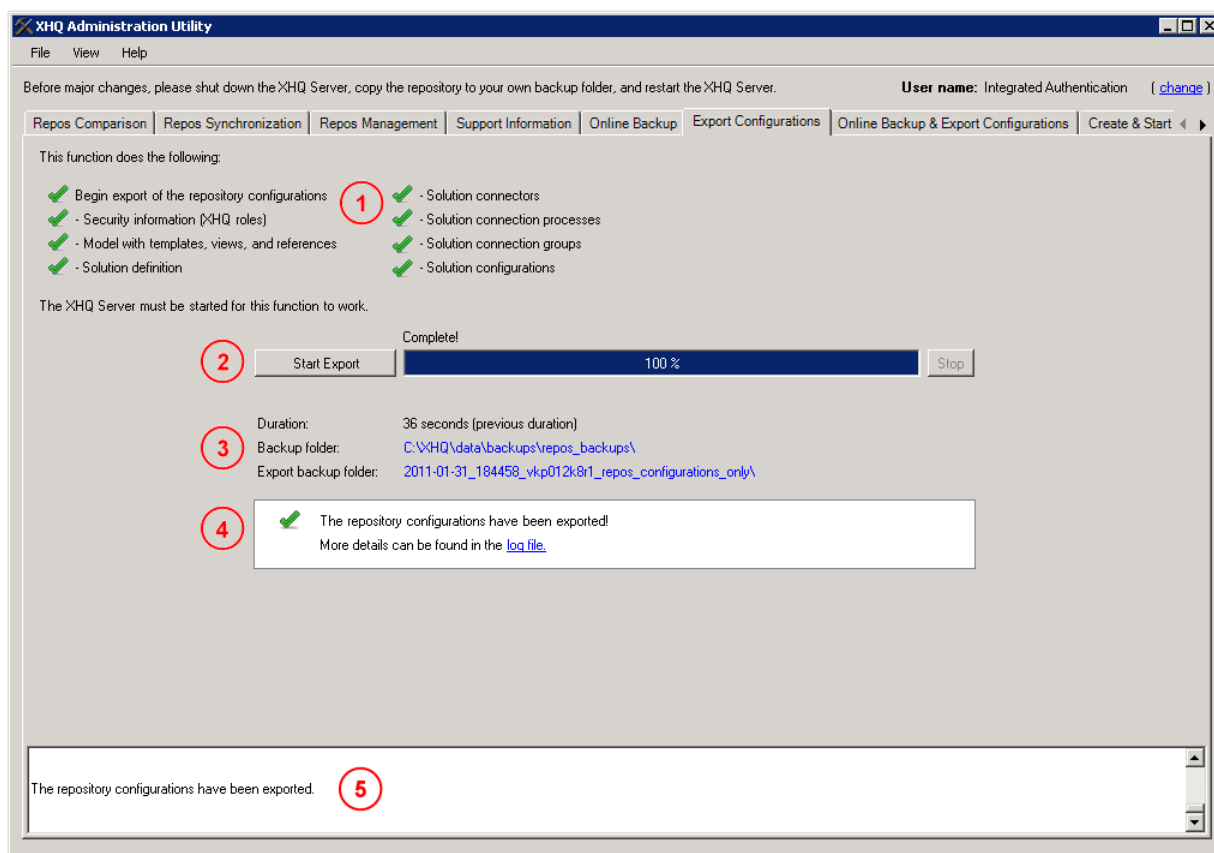 XHQ Administration Utility
File View Help
Before major changes, please shut down the XHQ Server, copy the repository to your own backup folder, and restart the XHQ Server. User name: Integrated Authentication ( change )
Repos Comparison Repos Synchronization Repos Management Support Information Online Backup Export Configurations Online Backup & Export Configurations Create & Start
This function does the following:
Begin export of the repository configurations 1 - Solution connectors
- Security information (XHQ roles) - Solution connection processes
- Model with templates, views, and references - Solution connection groups
- Solution definition - Solution configurations
The XHQ Server must be started for this function to work.
Complete!
2 Start Export 100 % Stop
Duration: 36 seconds (previous duration)
3 Backup folder: C:\XHQ\data\backups\repos_backups\
Export backup folder: 2011-01-31_184458_vkp012k8r1_repos_configurations_only\
4 The repository configurations have been exported!
More details can be found in the log file.
The repository configurations have been exported. 5